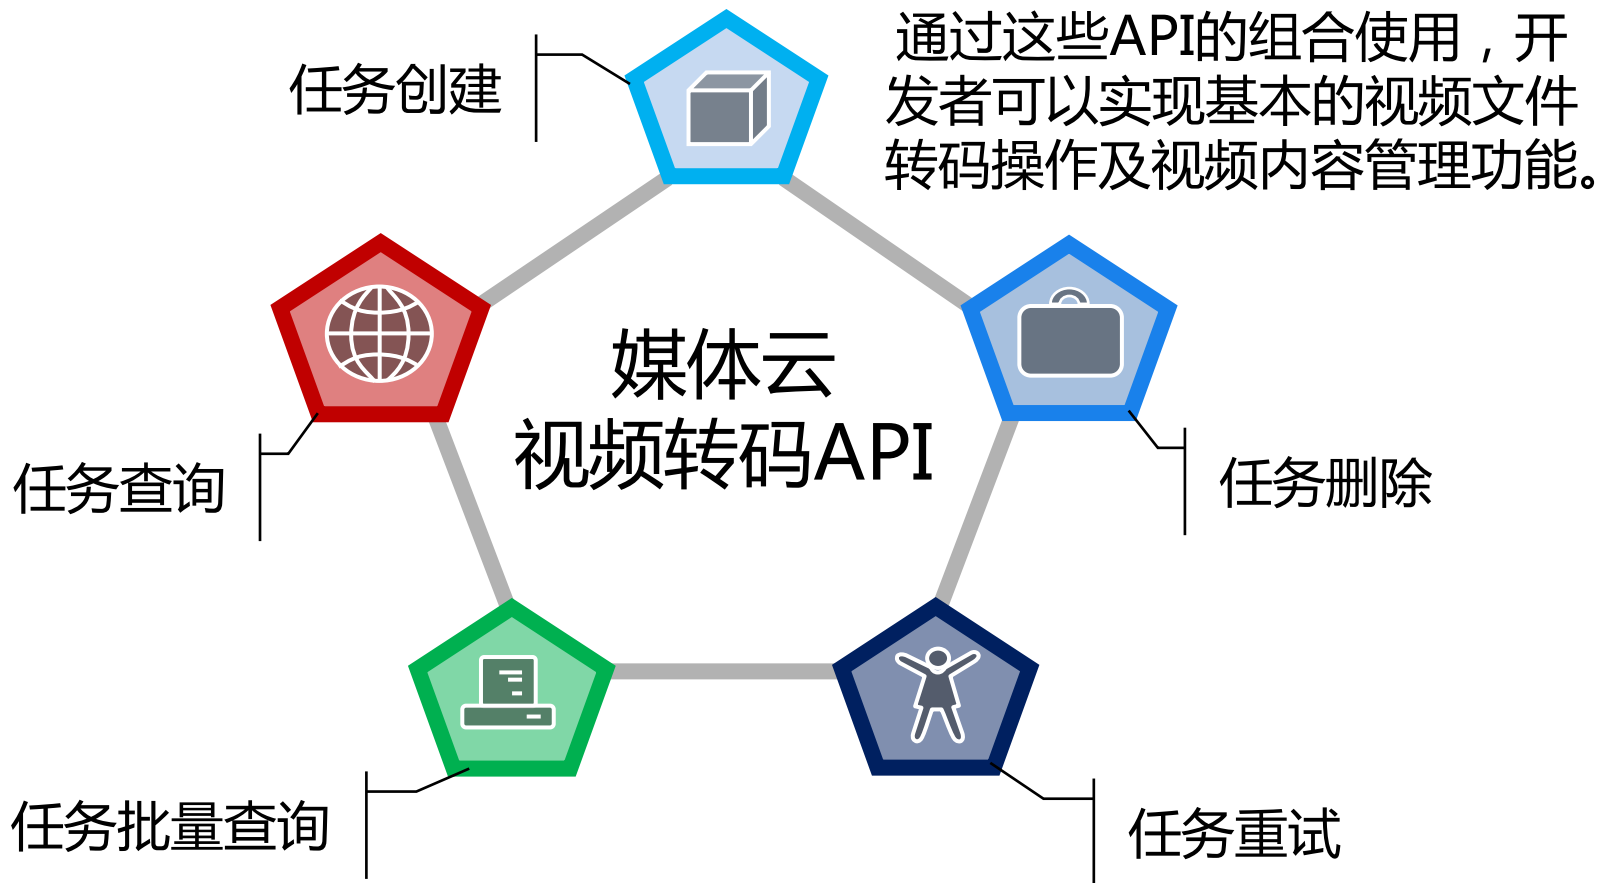 通过这些API的组合使用，开
发者可以实现基本的视频文件
转码操作及视频内容管理功能。
任务创建
媒体云
视频转码API
任务查询
任务删除
任务批量查询
任务重试